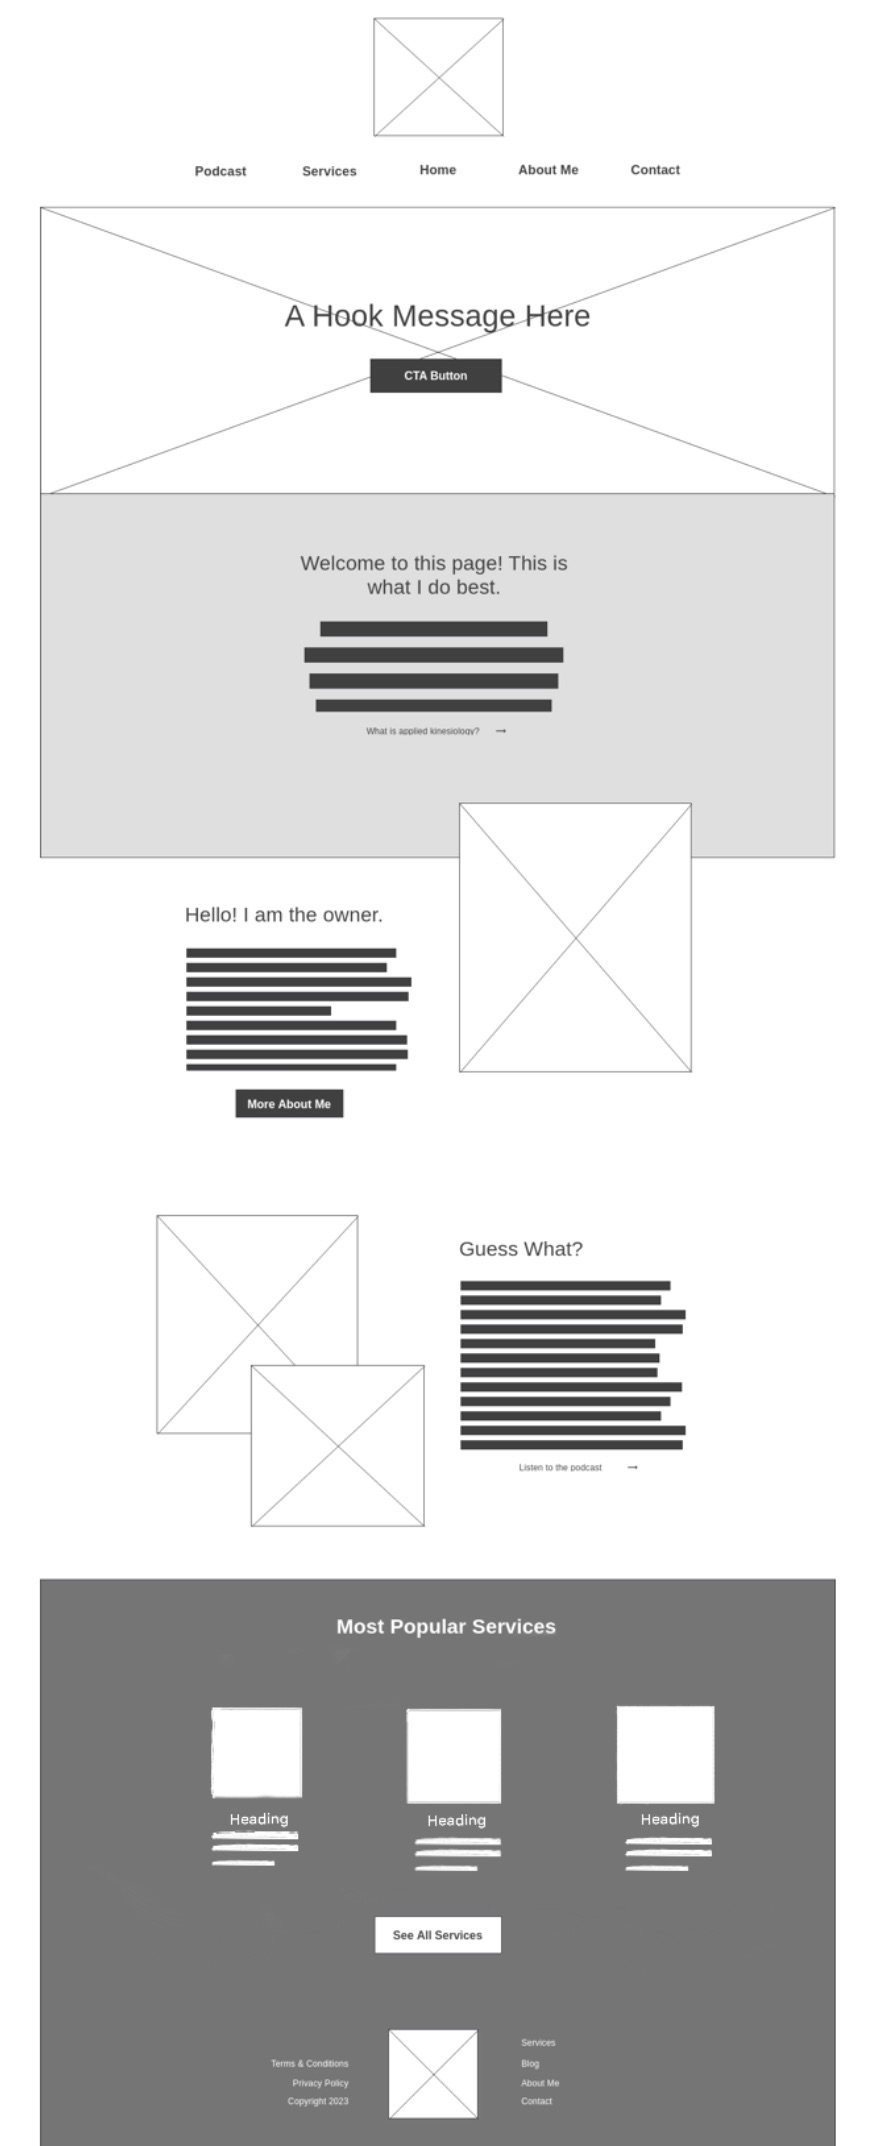 Podcast
Services
Home
About Me
Contact
A Hook Message Here
CTA Button
Welcome to this page! This is
what I do best.
What is applied kinesiology? →
Hello! I am the owner.
More About Me
Guess What?
Listen to the podcast →
Most Popular Services
Heading
Heading
Heading
See All Services
Terms & Conditions
Privacy Policy
Copyright 2023
Services
Blog
About Me
Contact